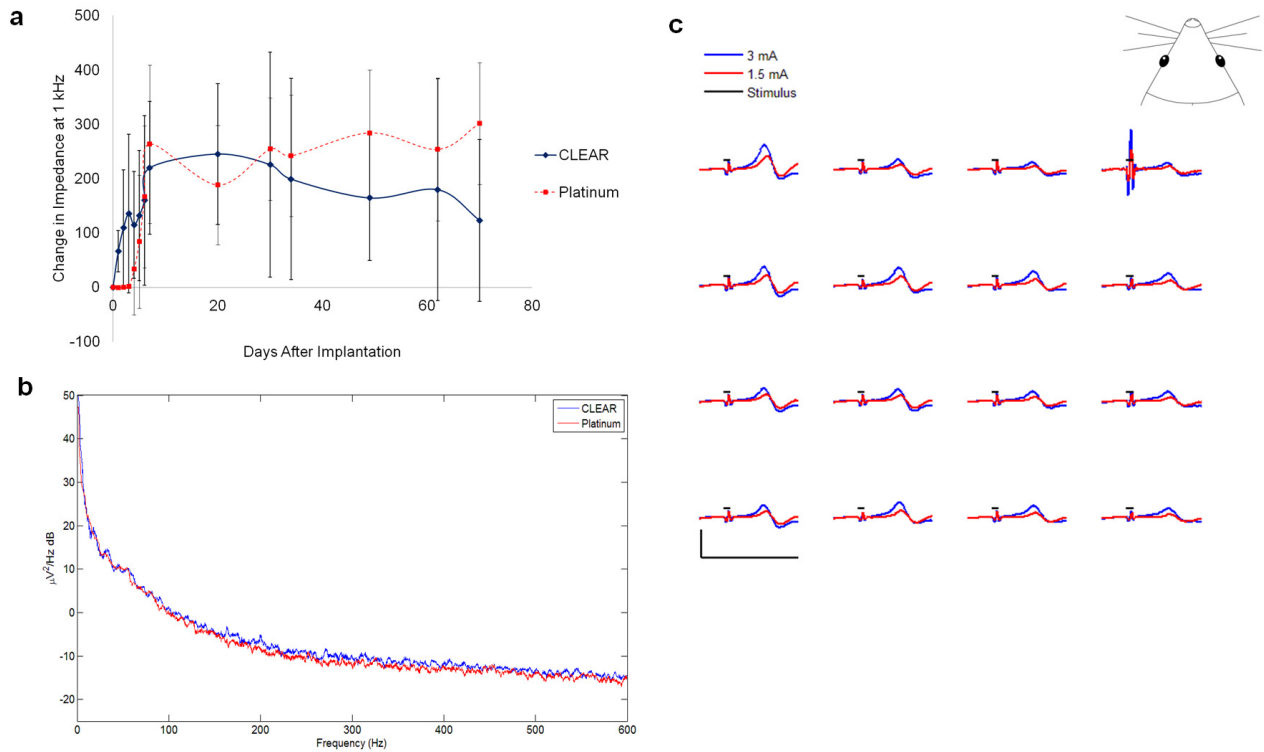 a
500
400
300
200
100
0
-100
Change in Impedance at 1 kHz
0
20
40
60
80
Days After Implantation
CLEAR
Platinum
b
50
40
30
20
10
0
-10
-20
μV²/Hz dB
0
100
200
300
400
500
600
Frequency (Hz)
CLEAR
Platinum
c
3 mA
1.5 mA
Stimulus